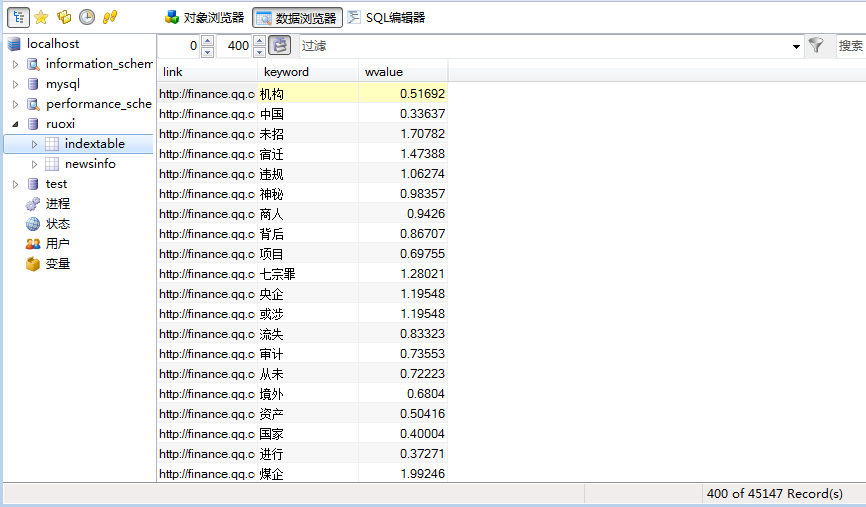 对象浏览器 数据浏览器 SQL编辑器
localhost
information_schem
mysql
performance_sche
ruoxi
indextable
newsinfo
test
进程
状态
用户
变量
0 400 过滤 搜索
link keyword wvalue
http://finance.qq.c 机构 0.51692
http://finance.qq.c 中国 0.33637
http://finance.qq.c 未招 1.70782
http://finance.qq.c 宿迁 1.47388
http://finance.qq.c 违规 1.06274
http://finance.qq.c 神秘 0.98357
http://finance.qq.c 商人 0.9426
http://finance.qq.c 背后 0.86707
http://finance.qq.c 项目 0.69755
http://finance.qq.c 七宗罪 1.28021
http://finance.qq.c 央企 1.19548
http://finance.qq.c 或涉 1.19548
http://finance.qq.c 流失 0.83323
http://finance.qq.c 审计 0.73553
http://finance.qq.c 从未 0.72223
http://finance.qq.c 境外 0.6804
http://finance.qq.c 资产 0.50416
http://finance.qq.c 国家 0.40004
http://finance.qq.c 进行 0.37271
http://finance.qq.c 煤企 1.99246
400 of 45147 Record(s)